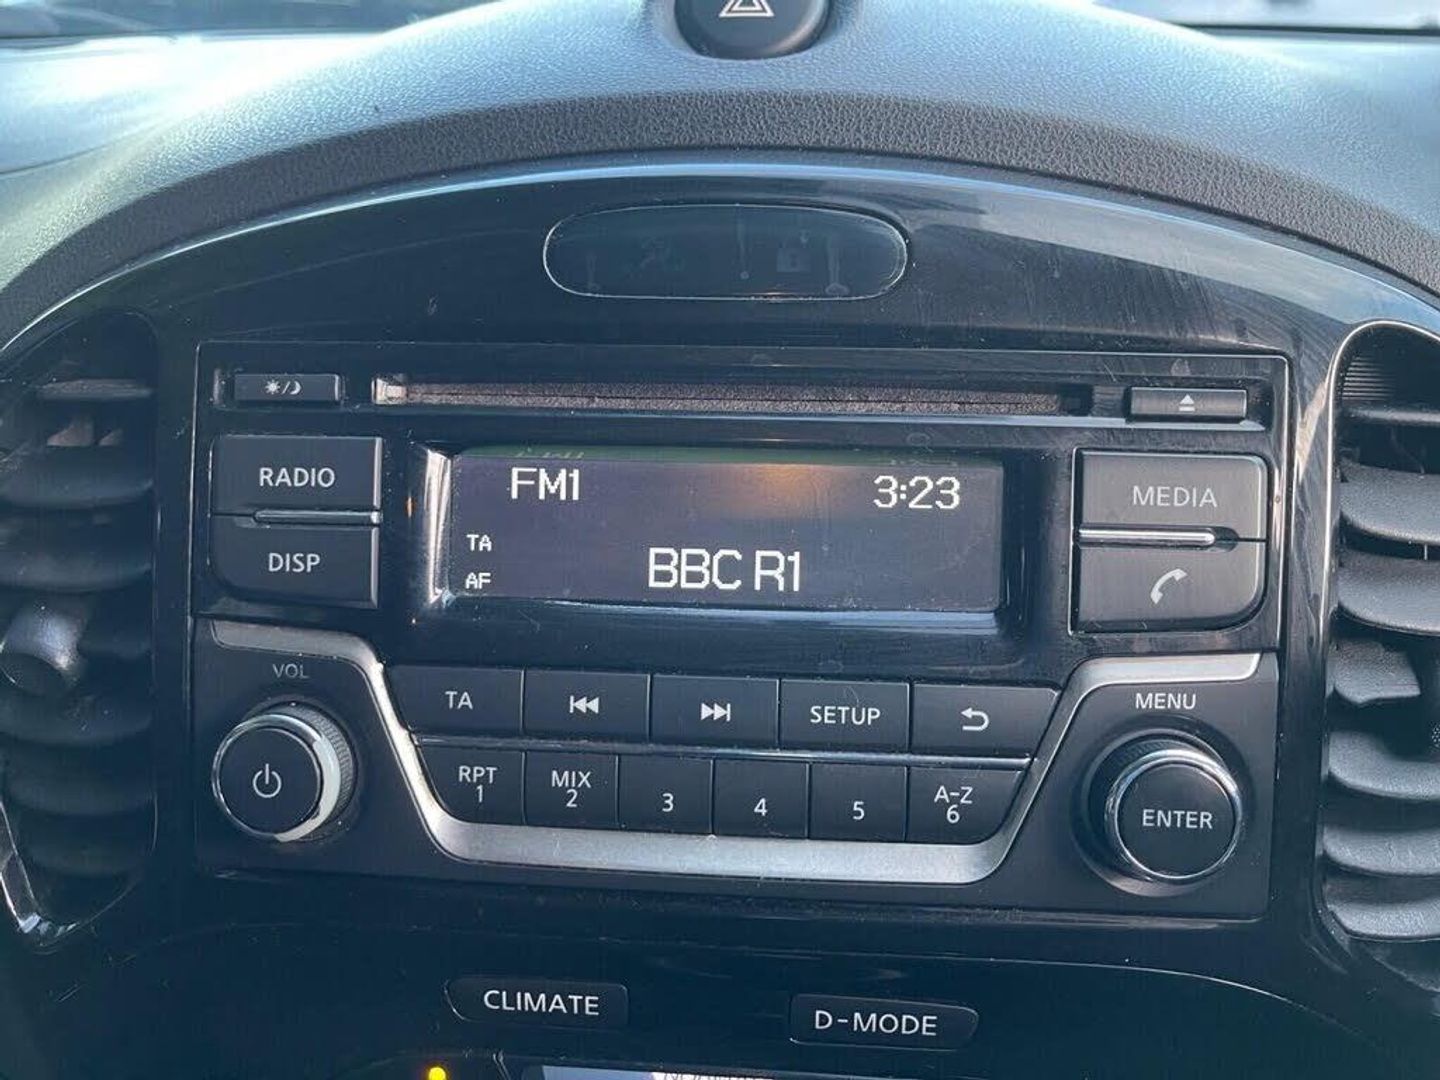 RADIO
DISP
FM1 3:23
TA
AF
BBC R1
MEDIA
VOL
TA
SETUP
MENU
RPT
1
MIX
2
3
4
5
A-Z
6
ENTER
CLIMATE
D-MODE